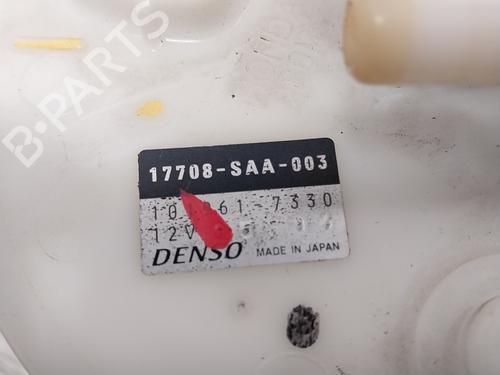 B-PARTS
17708-SAA-003
10 61-7330
12V
DENSO MADE IN JAPAN